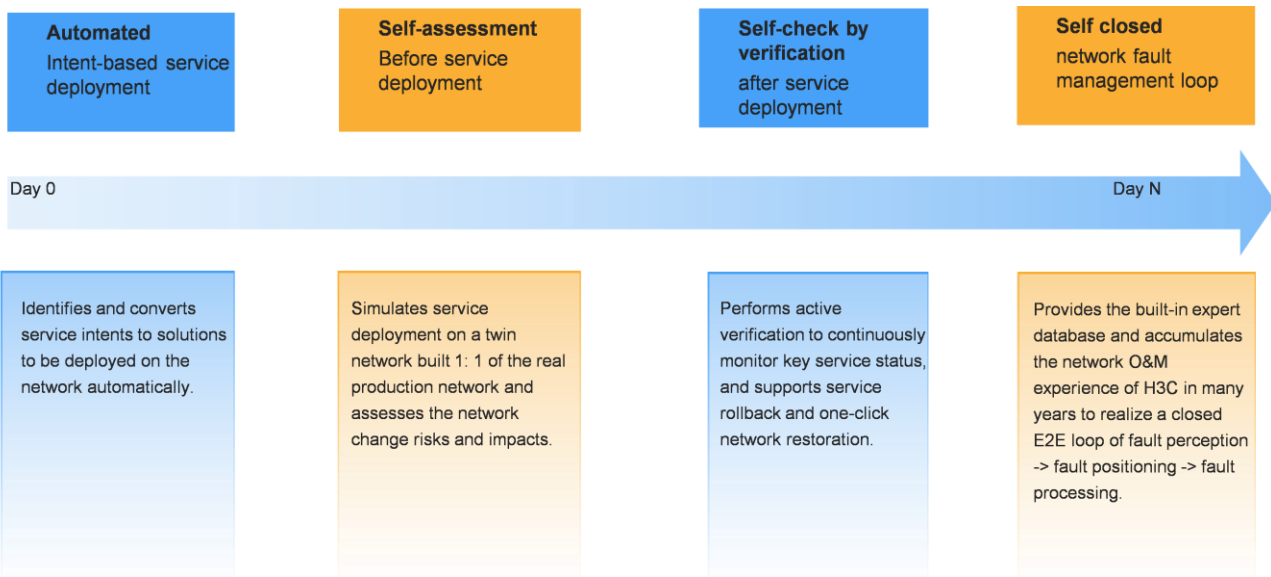 Automated
Intent-based service
deployment
Self-assessment
Before service
deployment
Self-check by
verification
after service
deployment
Self closed
network fault
management loop
Day 0
Day N
Identifies and converts
service intents to solutions
to be deployed on the
network automatically.
Simulates service
deployment on a twin
network built 1: 1 of the real
production network and
assesses the network
change risks and impacts.
Performs active
verification to continuously
monitor key service status,
and supports service
rollback and one-click
network restoration.
Provides the built-in expert
database and accumulates
the network O&M
experience of H3C in many
years to realize a closed
E2E loop of fault perception
-> fault positioning -> fault
processing.